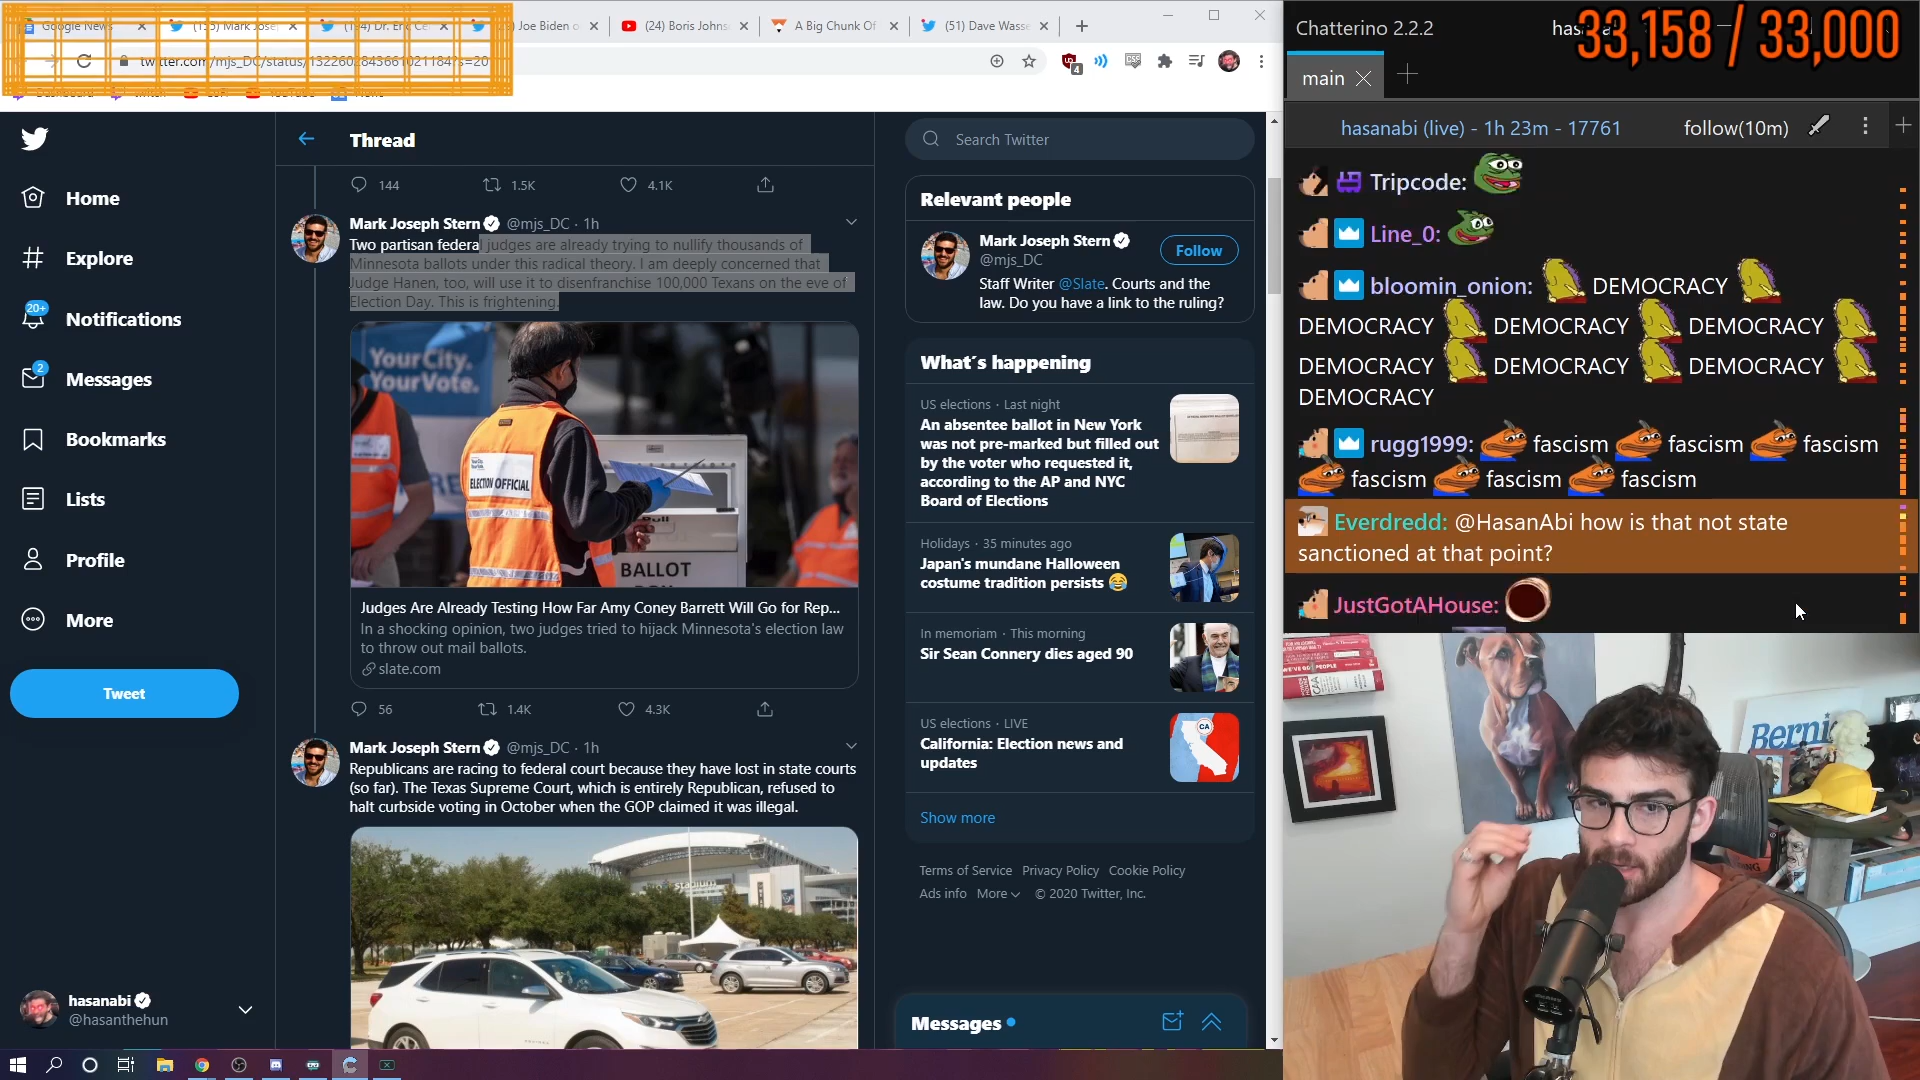 Google News
(24) Boris Johns
A Big Chunk Of
(51) Dave Wasse
Joe Biden
4
Thread
Search Twitter
Home
Explore
20+
Notifications
2
Messages
Bookmarks
Lists
Profile
More
Tweet
hasanabi
@hasanthehun
144 1.5K 4.1K
Mark Joseph Stern @mjs_DC · 1h
Two partisan federal judges are already trying to nullify thousands of
Minnesota ballots under this radical theory. I am deeply concerned that
Judge Hanen, too, will use it to disenfranchise 100,000 Texans on the eve of
Election Day. This is frightening.
Your City.
Your Vote.
ELECTION OFFICIAL
BALLOT
Judges Are Already Testing How Far Amy Coney Barrett Will Go for Rep...
In a shocking opinion, two judges tried to hijack Minnesota's election law
to throw out mail ballots.
slate.com
56 1.4K 4.3K
Mark Joseph Stern @mjs_DC · 1h
Republicans are racing to federal court because they have lost in state courts
(so far). The Texas Supreme Court, which is entirely Republican, refused to
halt curbside voting in October when the GOP claimed it was illegal.
stadium
Relevant people
Mark Joseph Stern
@mjs_DC
Follow
Staff Writer @Slate. Courts and the
law. Do you have a link to the ruling?
What's happening
US elections · Last night
An absentee ballot in New York
was not pre-marked but filled out
by the voter who requested it,
according to the AP and NYC
Board of Elections
Holidays · 35 minutes ago
Japan's mundane Halloween
costume tradition persists 😂
In memoriam · This morning
Sir Sean Connery dies aged 90
US elections · LIVE
California: Election news and
updates
CA
Show more
Terms of Service Privacy Policy Cookie Policy
Ads info More © 2020 Twitter, Inc.
Messages
Chatterino 2.2.2
33,158 / 33,000
main
hasanabi (live) - 1h 23m - 17761 follow(10m)
Tripcode:
Line_0:
bloomin_onion: DEMOCRACY
DEMOCRACY DEMOCRACY DEMOCRACY
DEMOCRACY DEMOCRACY DEMOCRACY
DEMOCRACY
rugg1999: fascism fascism fascism
fascism fascism fascism
Everdredd: @HasanAbi how is that not state
sanctioned at that point?
JustGotAHouse:
Bernie